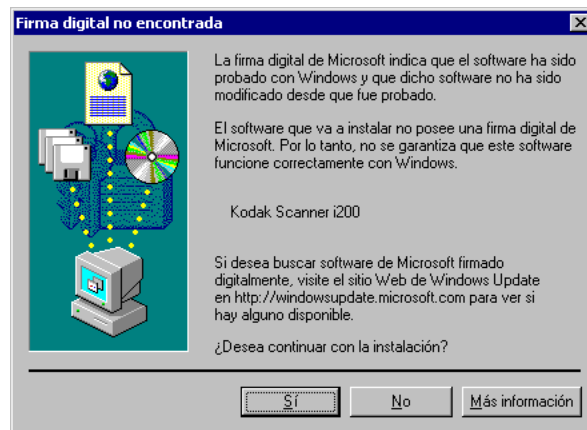 Firma digital no encontrada
La firma digital de Microsoft indica que el software ha sido
probado con Windows y que dicho software no ha sido
modificado desde que fue probado.
El software que va a instalar no posee una firma digital de
Microsoft. Por lo tanto, no se garantiza que este software
funcione correctamente con Windows.
Kodak Scanner i200
Si desea buscar software de Microsoft firmado
digitalmente, visite el sitio Web de Windows Update
en http://windowsupdate.microsoft.com para ver si
hay alguno disponible.
¿Desea continuar con la instalación?
Sí
No
Más información